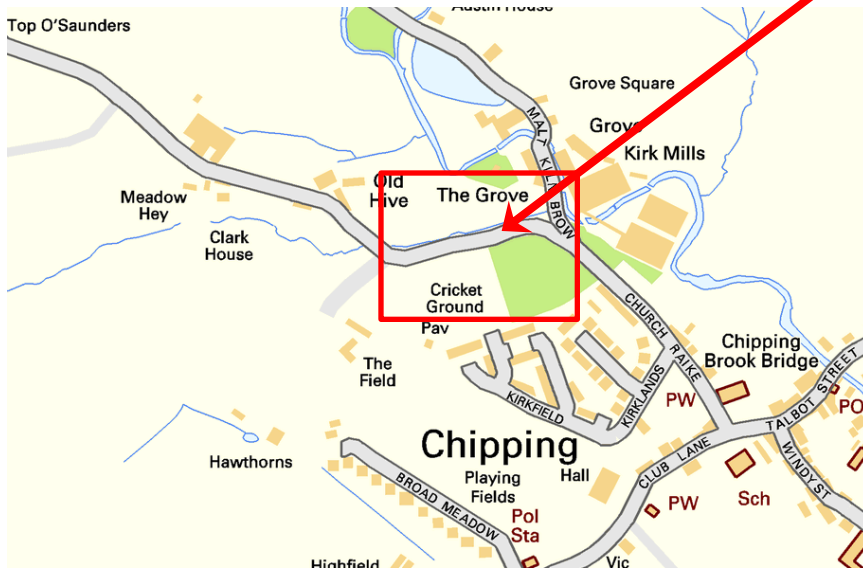 Austin House
Top O'Saunders
Grove Square
MALT KILN BROW
Grove
Kirk Mills
Old
Hive
The Grove
Meadow
Hey
Clark
House
Cricket
Ground
Pav
CHURCH RAIKE
Chipping
Brook Bridge
The
Field
KIRKFIELD
KIRKLANDS
PW
TALBOT STREET
PO
Chipping
Hawthorns
Playing
Fields
Hall
CLUB LANE
WINDY ST
BROAD MEADOW
Pol
Sta
PW
Sch
Highfield
Vic